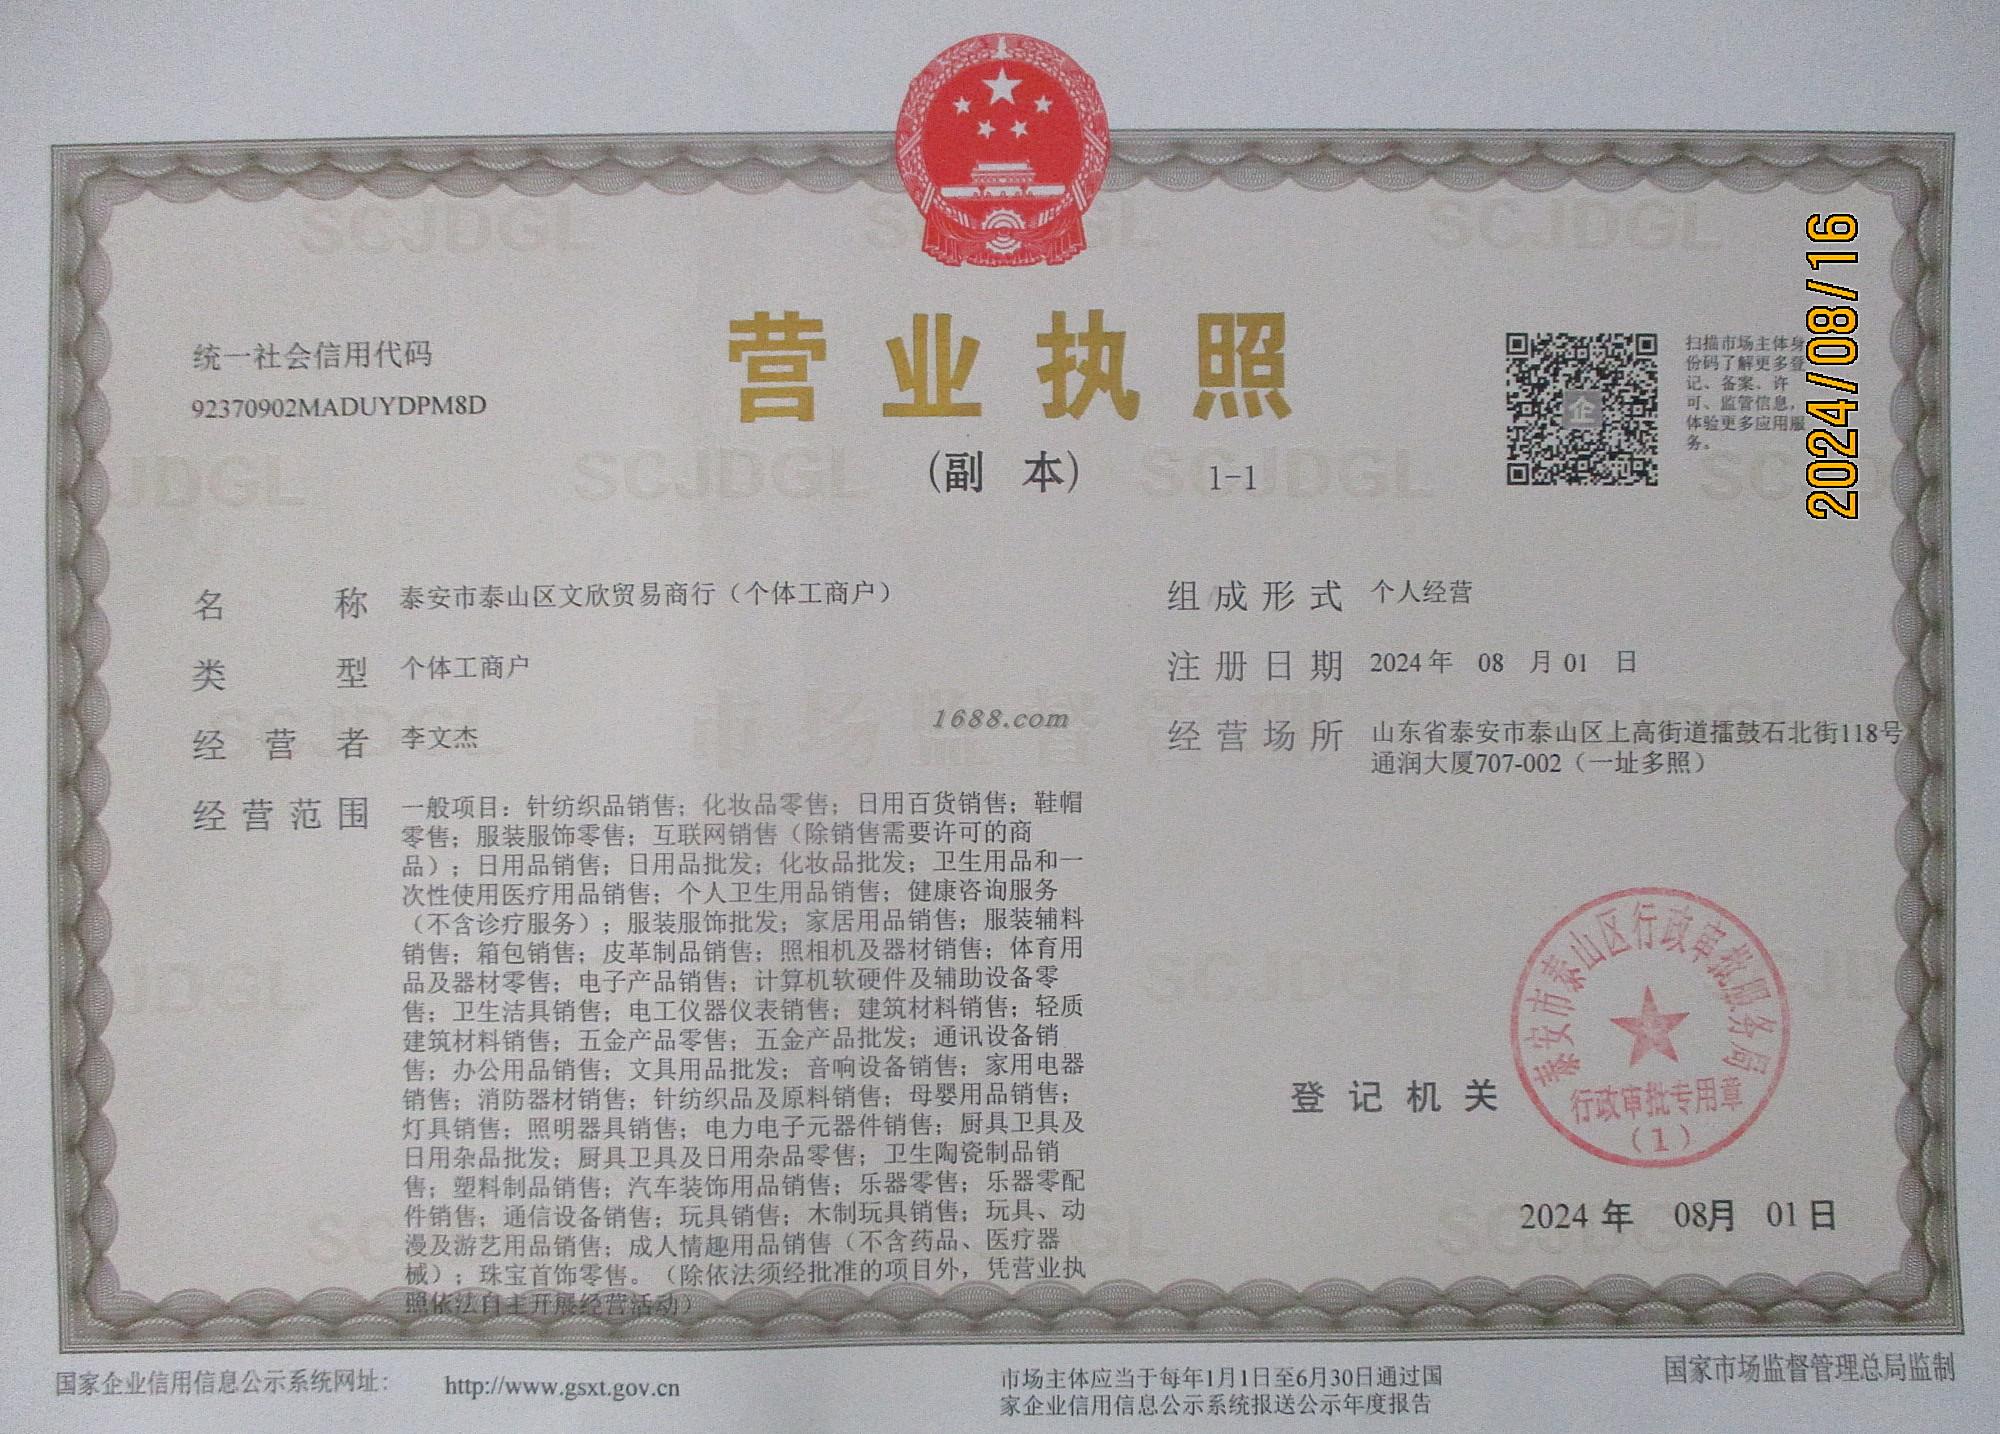 营业执照
（副 本） 1-1
统一社会信用代码
92370902MADUYDPM8D
扫描市场主体身
份码了解更多登
记、备案、许
可、监管信息，
体验更多应用服
务。
2024/08/16
名 称 泰安市泰山区文欣贸易商行（个体工商户）
类 型 个体工商户
经 营 者 李文杰
经 营 范 围 一般项目：针纺织品销售；化妆品零售；日用百货销售；鞋帽
零售；服装服饰零售；互联网销售（除销售需要许可的商
品）；日用品销售；日用品批发；化妆品批发；卫生用品和一
次性使用医疗用品销售；个人卫生用品销售；健康咨询服务
（不含诊疗服务）；服装服饰批发；家居用品销售；服装辅料
销售；箱包销售；皮革制品销售；照相机及器材销售；体育用
品及器材零售；电子产品销售；计算机软硬件及辅助设备零
售；卫生洁具销售；电工仪器仪表销售；建筑材料销售；轻质
建筑材料销售；五金产品零售；五金产品批发；通讯设备销
售；办公用品销售；文具用品批发；音响设备销售；家用电器
销售；消防器材销售；针纺织品及原料销售；母婴用品销售；
灯具销售；照明器具销售；电力电子元器件销售；厨具卫具及
日用杂品批发；厨具卫具及日用杂品零售；卫生陶瓷制品销
售；塑料制品销售；汽车装饰用品销售；乐器零售；乐器零配
件销售；通信设备销售；玩具销售；木制玩具销售；玩具、动
漫及游艺用品销售；成人情趣用品销售（不含药品、医疗器
械）；珠宝首饰零售。（除依法须经批准的项目外，凭营业执
照依法自主开展经营活动）
组 成 形 式 个人经营
注 册 日 期 2024 年 08 月 01 日
经 营 场 所 山东省泰安市泰山区上高街道擂鼓石北街118号
通润大厦707-002（一址多照）
1688.com
登 记 机 关
泰安市泰山区行政审批服务局
行政审批专用章
（1）
2024 年 08月 01 日
国家企业信用信息公示系统网址： http://www.gsxt.gov.cn
市场主体应当于每年1月1日至6月30日通过国
家企业信用信息公示系统报送公示年度报告
国家市场监督管理总局监制
SCJDGL
市场监督管理
企